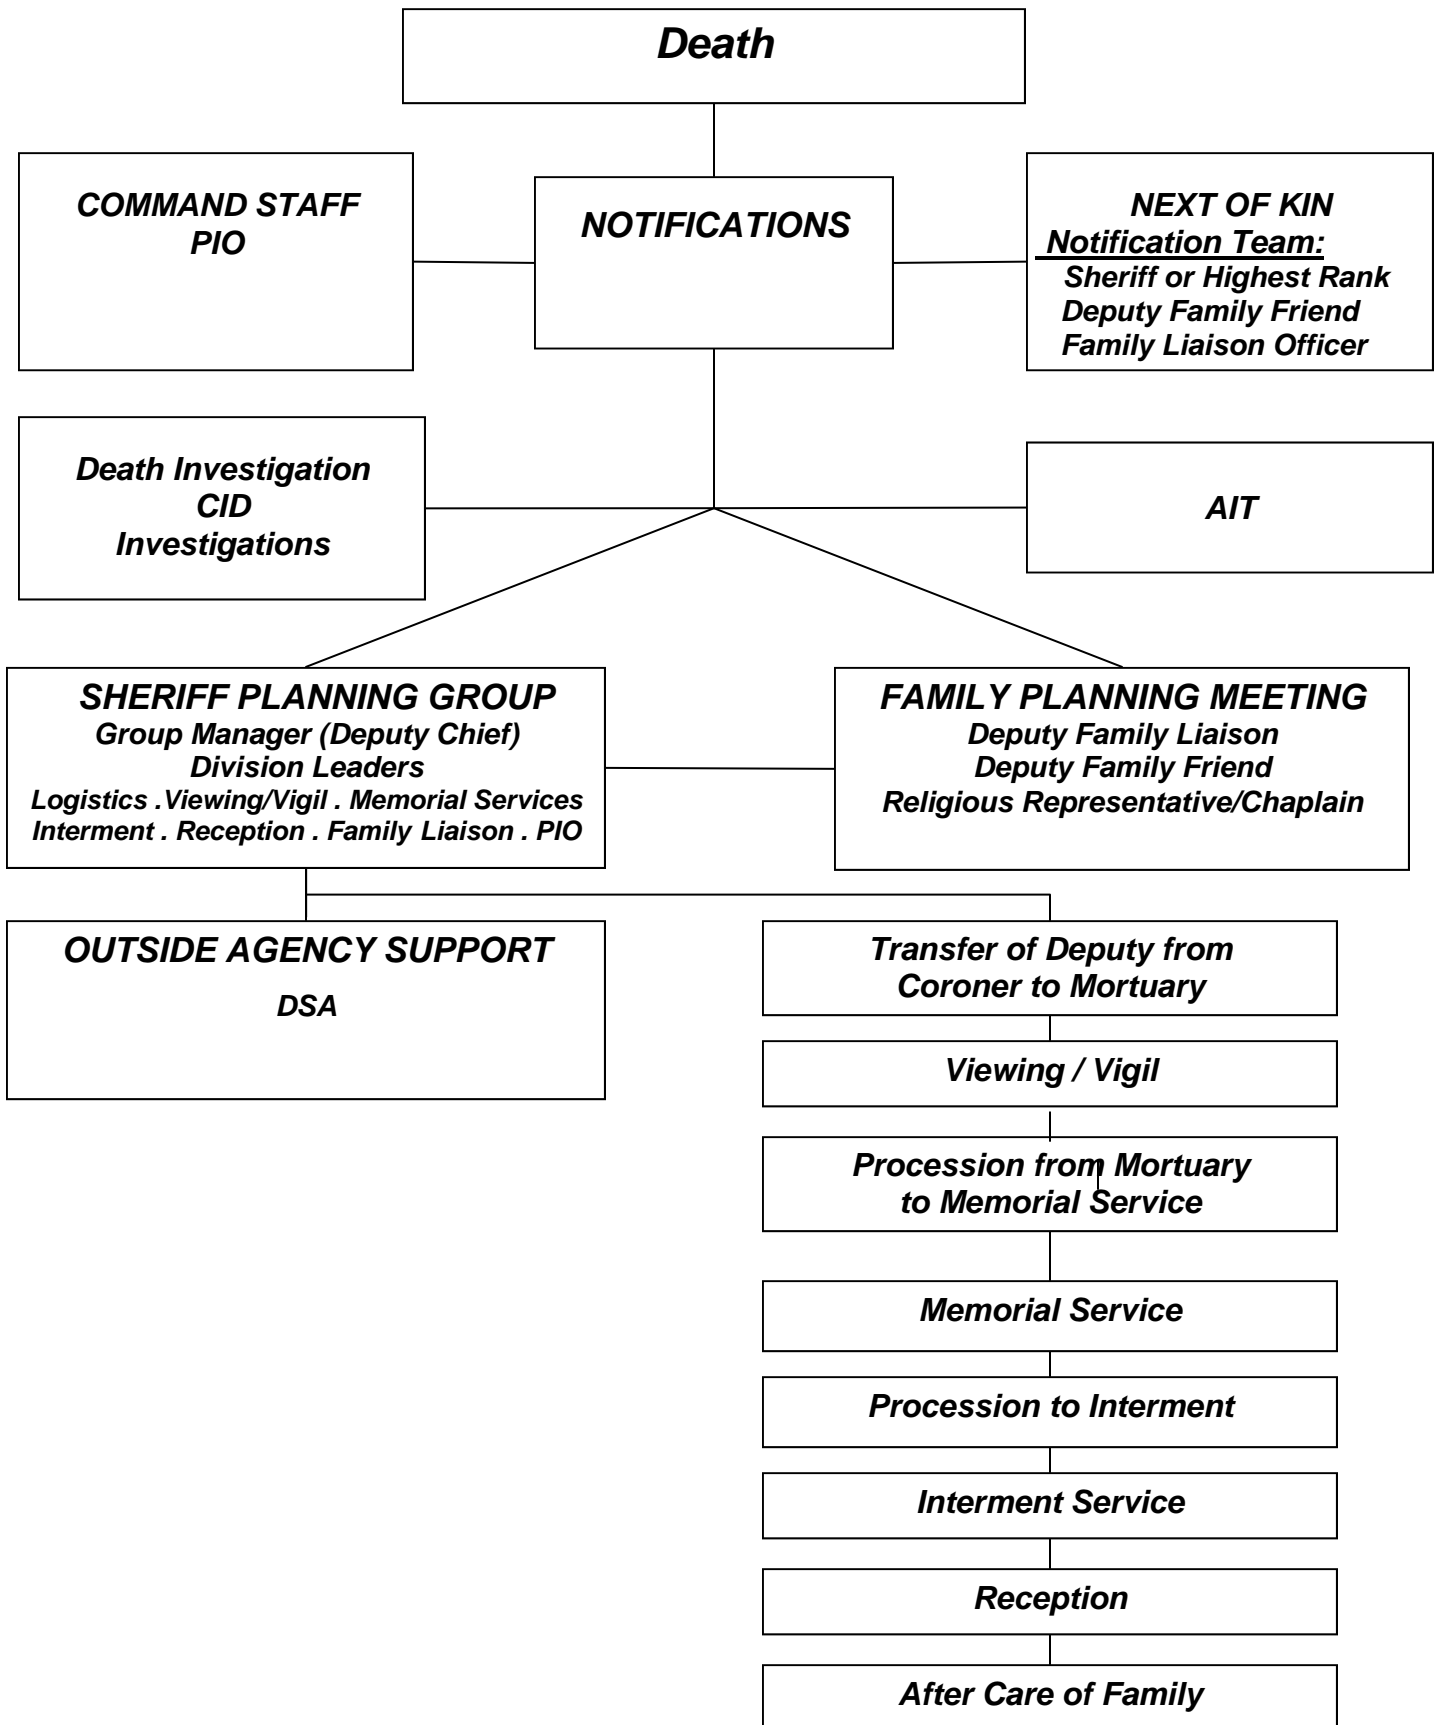 Death
COMMAND STAFF
PIO
NOTIFICATIONS
NEXT OF KIN
Notification Team:
Sheriff or Highest Rank
Deputy Family Friend
Family Liaison Officer
Death Investigation
CID
Investigations
AIT
SHERIFF PLANNING GROUP
Group Manager (Deputy Chief)
Division Leaders
Logistics .Viewing/Vigil . Memorial Services
Interment . Reception . Family Liaison . PIO
FAMILY PLANNING MEETING
Deputy Family Liaison
Deputy Family Friend
Religious Representative/Chaplain
OUTSIDE AGENCY SUPPORT
DSA
Transfer of Deputy from
Coroner to Mortuary
Viewing / Vigil
Procession from Mortuary
to Memorial Service
Memorial Service
Procession to Interment
Interment Service
Reception
After Care of Family